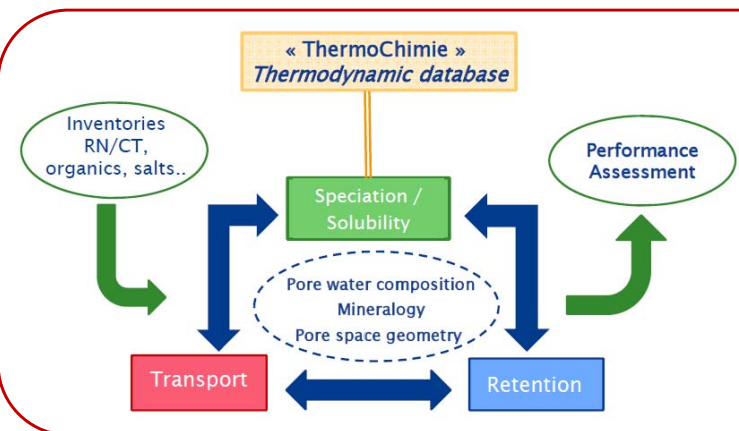 « ThermoChimie »
Thermodynamic database
Inventories
RN/CT,
organics, salts..
Performance
Assessment
Speciation /
Solubility
Pore water composition
Mineralogy
Pore space geometry
Transport
Retention